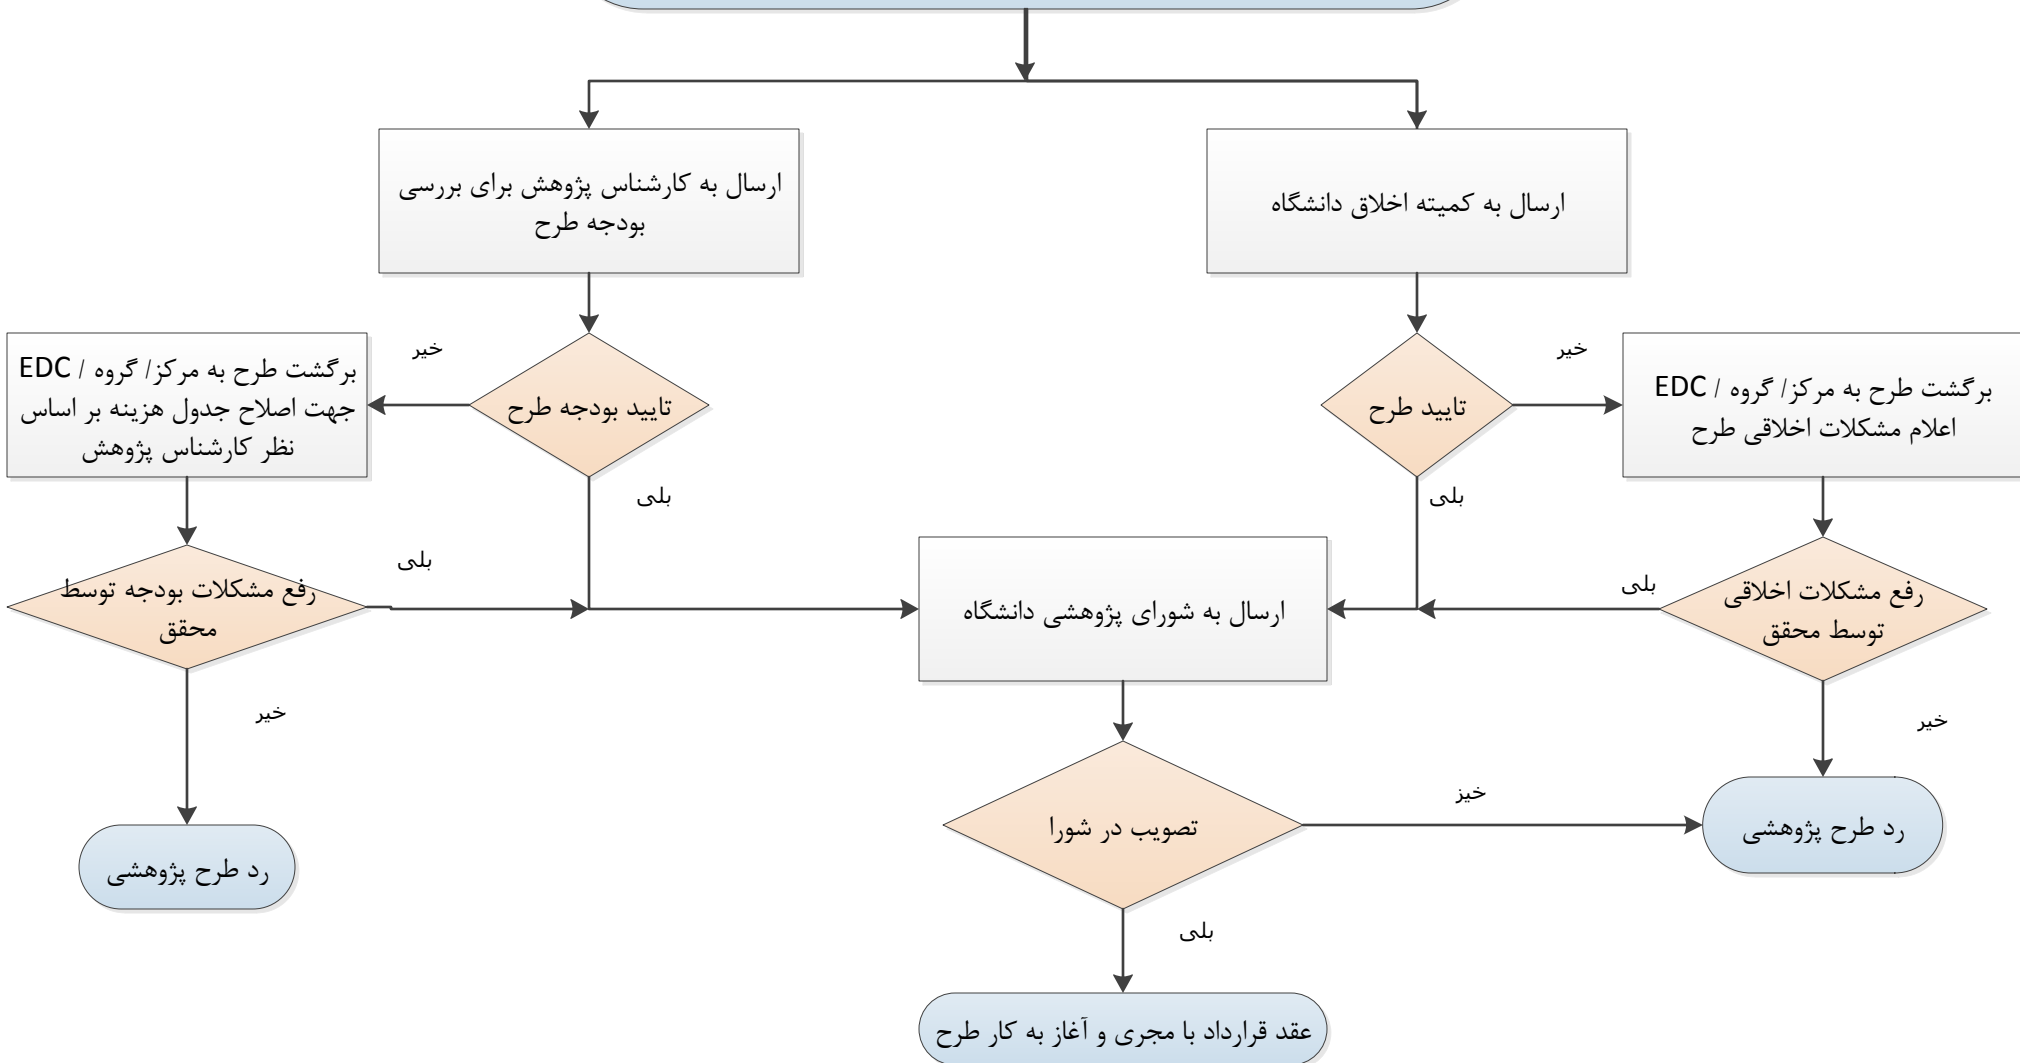 ارسال به کمیته اخلاق دانشگاه
ارسال به کارشناس پژوهش برای بررسی
بودجه طرح
خیر
تایید طرح
برگشت طرح به مرکز/ گروه / EDC
اعلام مشکلات اخلاقی طرح
بلی
خیر
تایید بودجه طرح
برگشت طرح به مرکز/ گروه / EDC
جهت اصلاح جدول هزینه بر اساس
نظر کارشناس پژوهش
بلی
رفع مشکلات اخلاقی
توسط محقق
بلی
ارسال به شورای پژوهشی دانشگاه
بلی
رفع مشکلات بودجه توسط
محقق
خیر
خیر
رد طرح پژوهشی
خیز
تصویب در شورا
رد طرح پژوهشی
بلی
عقد قرارداد با مجری و آغاز به کار طرح